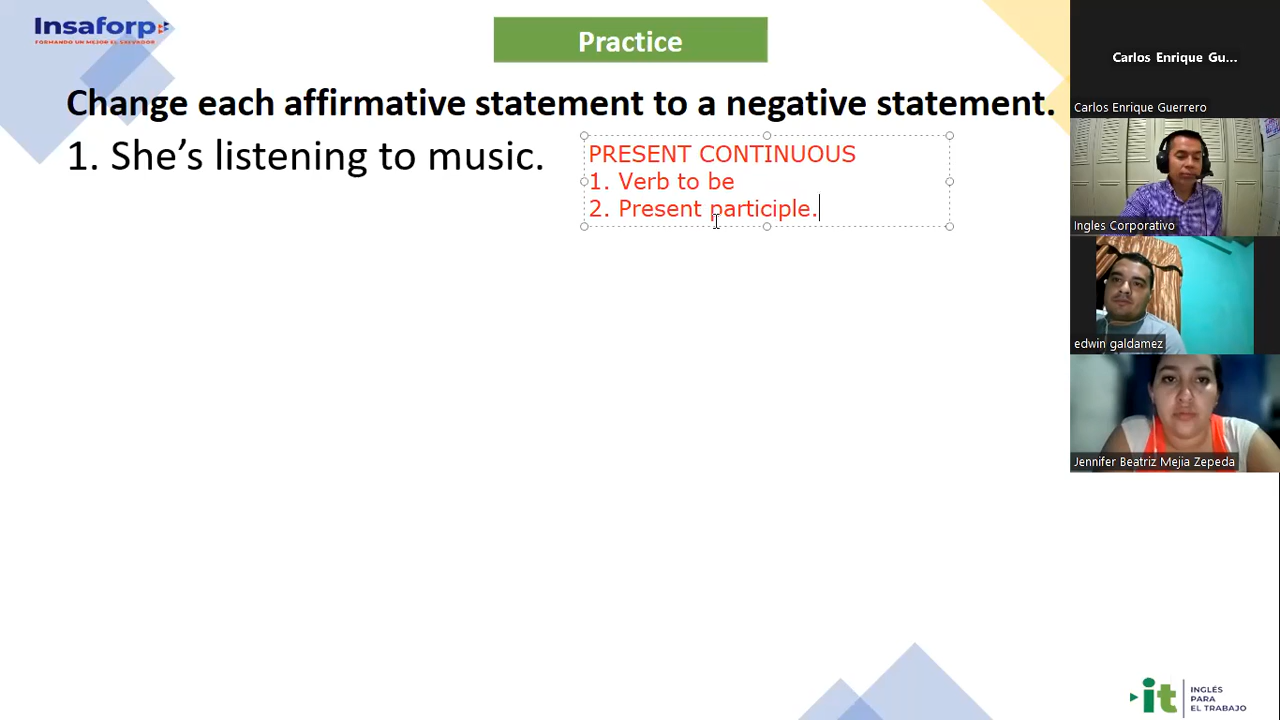 Insaforp
FORMANDO UN MEJOR EL SALVADOR
Practice
Change each affirmative statement to a negative statement.
1. She’s listening to music.
PRESENT CONTINUOUS
1. Verb to be
2. Present participle.
Carlos Enrique Gu...
Carlos Enrique Guerrero
Ingles Corporativo
edwin galdamez
Jennifer Beatriz Mejia Zepeda
it
INGLÉS
PARA
EL TRABAJO